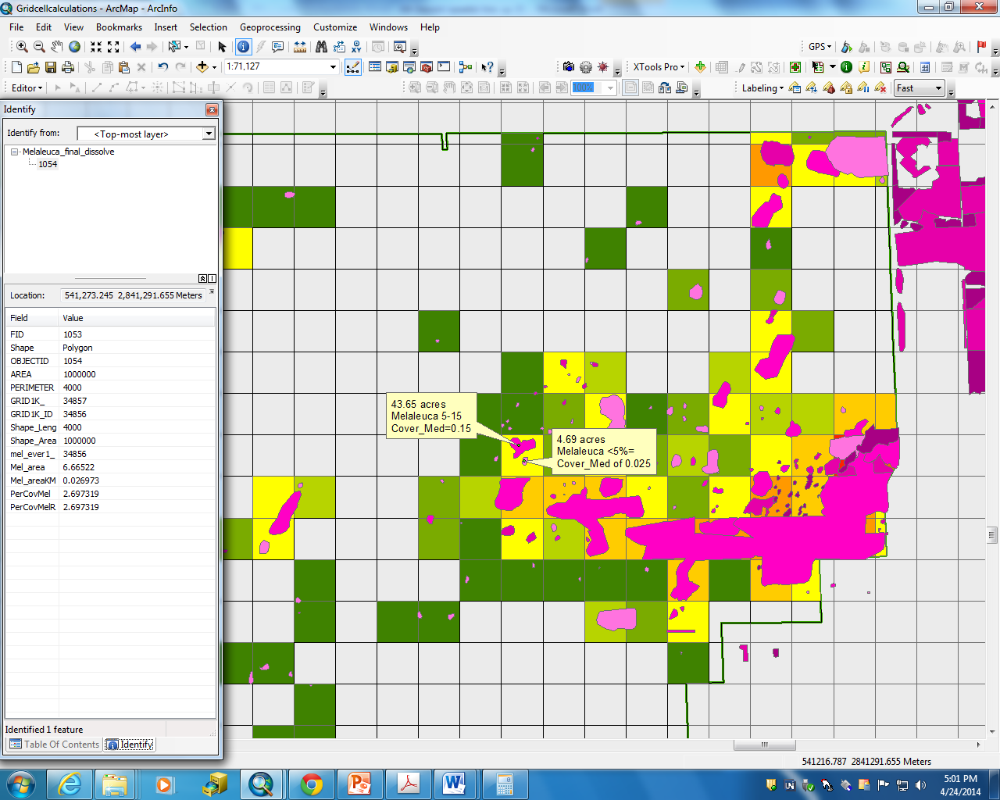 Gridcellcalculations - ArcMap - ArcInfo
File Edit View Bookmarks Insert Selection Geoprocessing Customize Windows Help
GPS
1:71,127
XTools Pro
Editor
100%
Labeling
Fast
Identify
Identify from: <Top-most layer>
Melaleuca_final_dissolve
1054
Location: 541,273.245 2,841,291.655 Meters
Field Value
FID 1053
Shape Polygon
OBJECTID 1054
AREA 1000000
PERIMETER 4000
GRID1K_ 34857
GRID1K_ID 34856
Shape_Leng 4000
Shape_Area 1000000
mel_ever1_ 34856
Mel_area 6.66522
Mel_areaKM 0.026973
PerCovMel 2.697319
PerCovMelR 2.697319
Identified 1 feature
Table Of Contents Identify
43.65 acres
Melaleuca 5-15
Cover_Med=0.15
4.69 acres
Melaleuca <5%=
Cover_Med of 0.025
541216.787 2841291.655 Meters
5:01 PM
4/24/2014